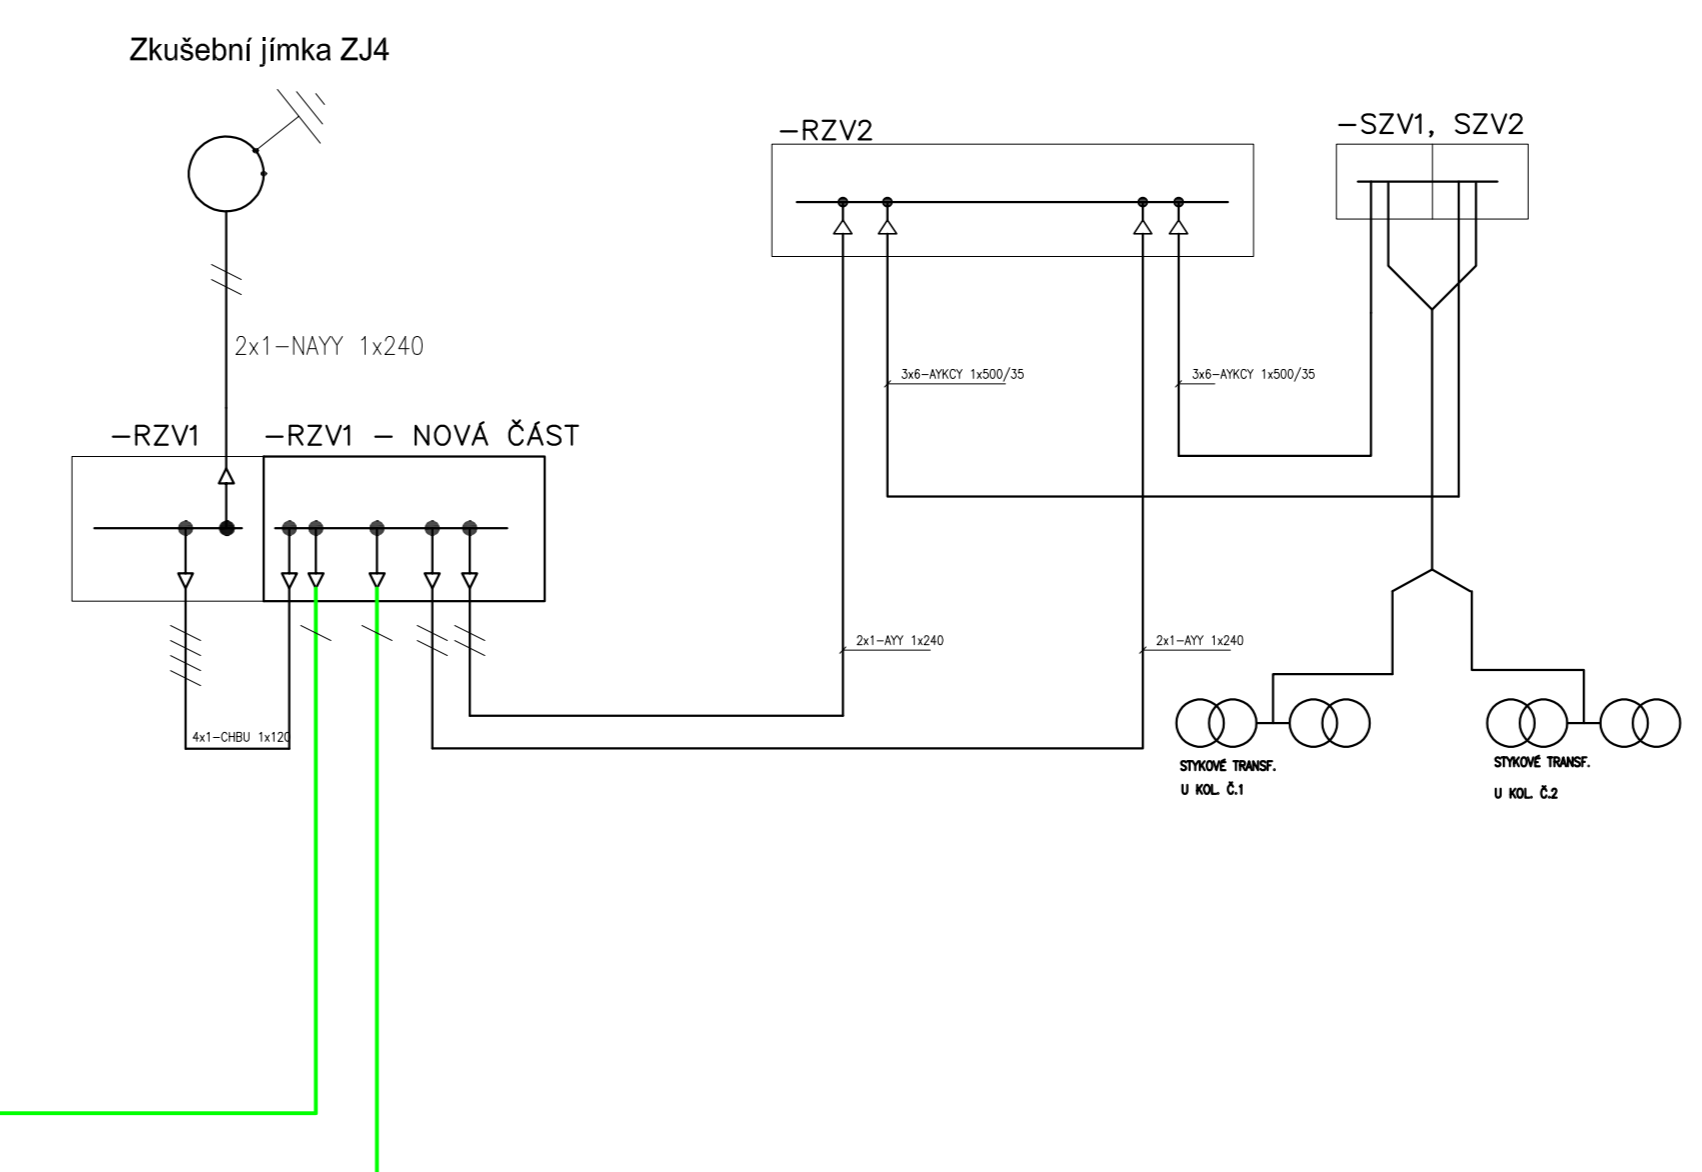 Zkušební jímka ZJ4
-RZV2
-SZV1, SZV2
2x1-NAYY 1x240
3x6-AYKCY 1x500/35
3x6-AYKCY 1x500/35
-RZV1
-RZV1 - NOVÁ ČÁST
2x1-AYY 1x240
2x1-AYY 1x240
4x1-CHBU 1x120
STYKOVÉ TRANSF.
U KOL. Č.1
STYKOVÉ TRANSF.
U KOL. Č.2